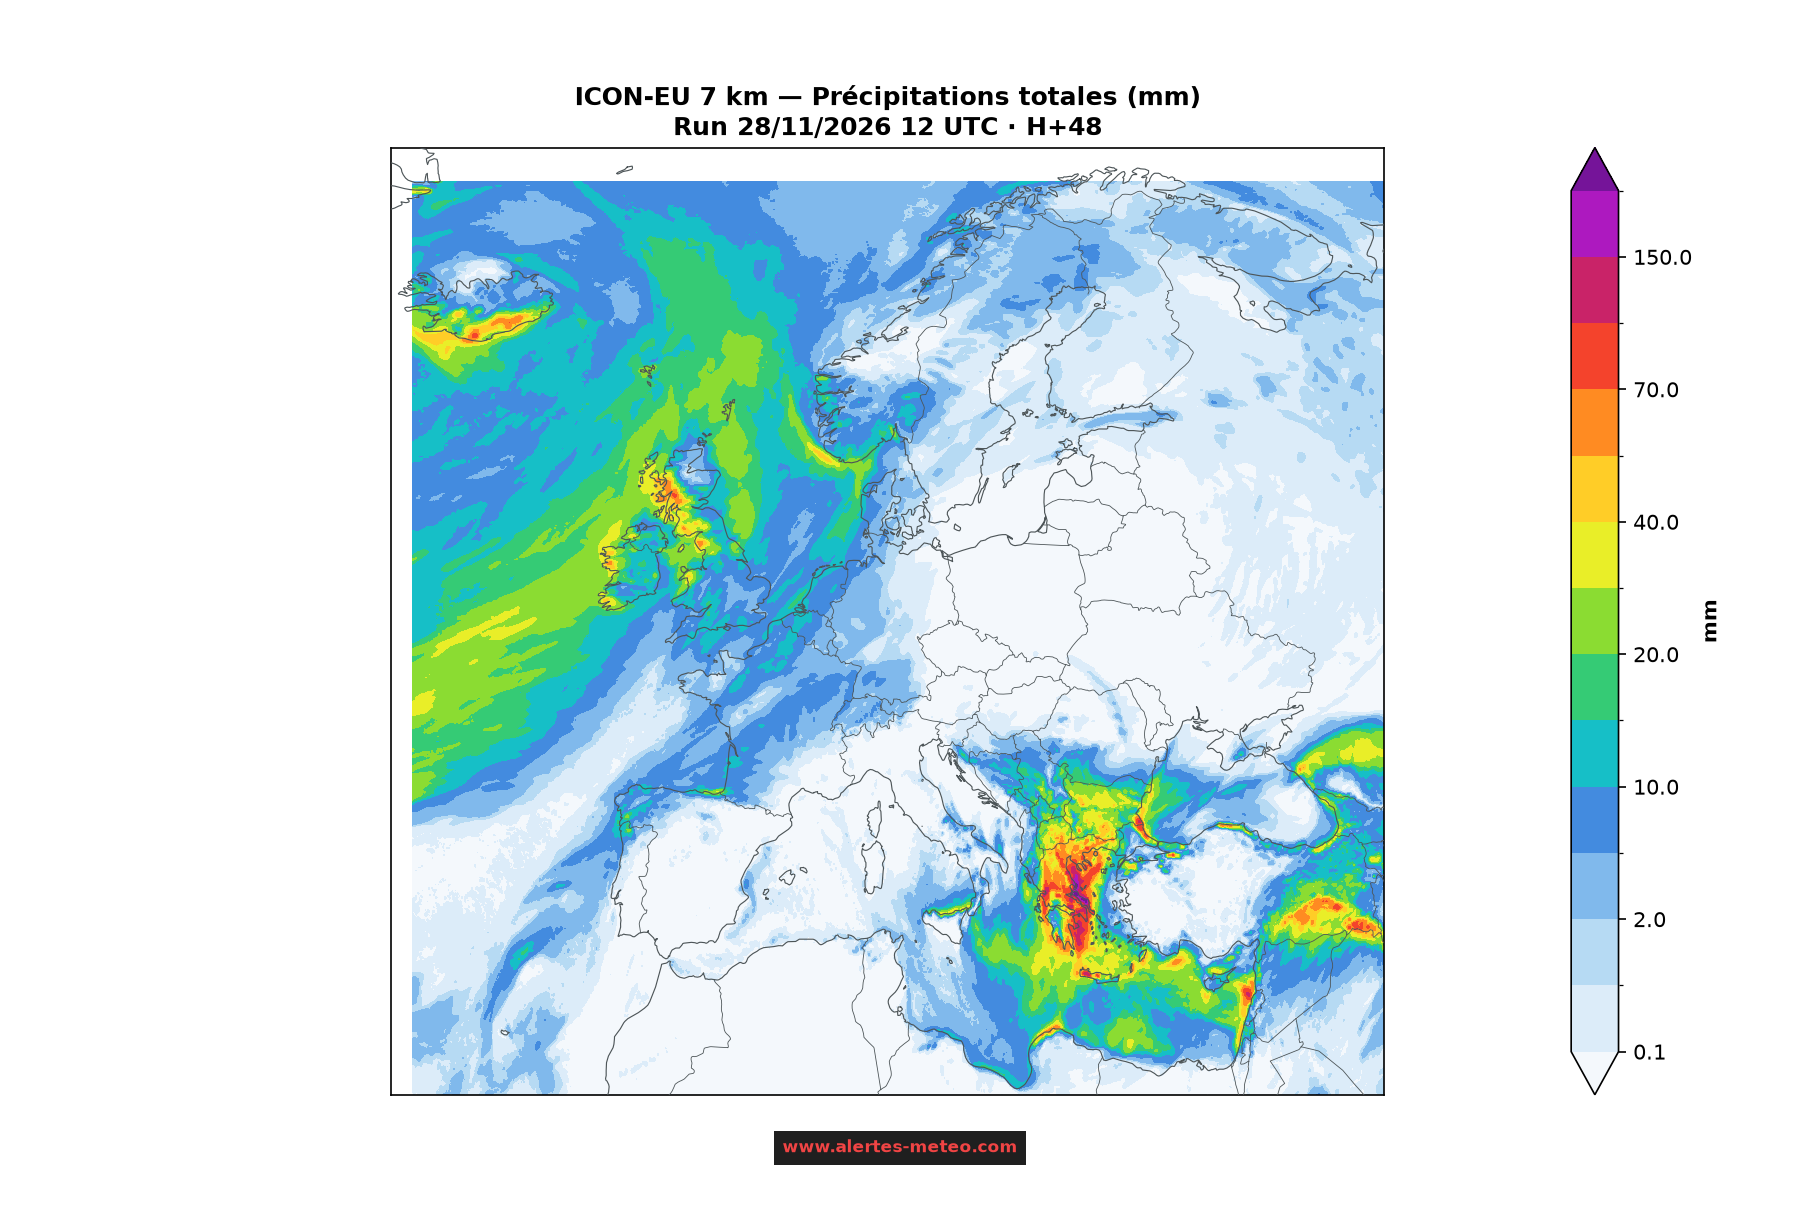 ICON-EU 7 km — Précipitations totales (mm)
Run 28/11/2026 12 UTC · H+48
150.0
70.0
40.0
20.0
10.0
2.0
0.1
mm
www.alertes-meteo.com